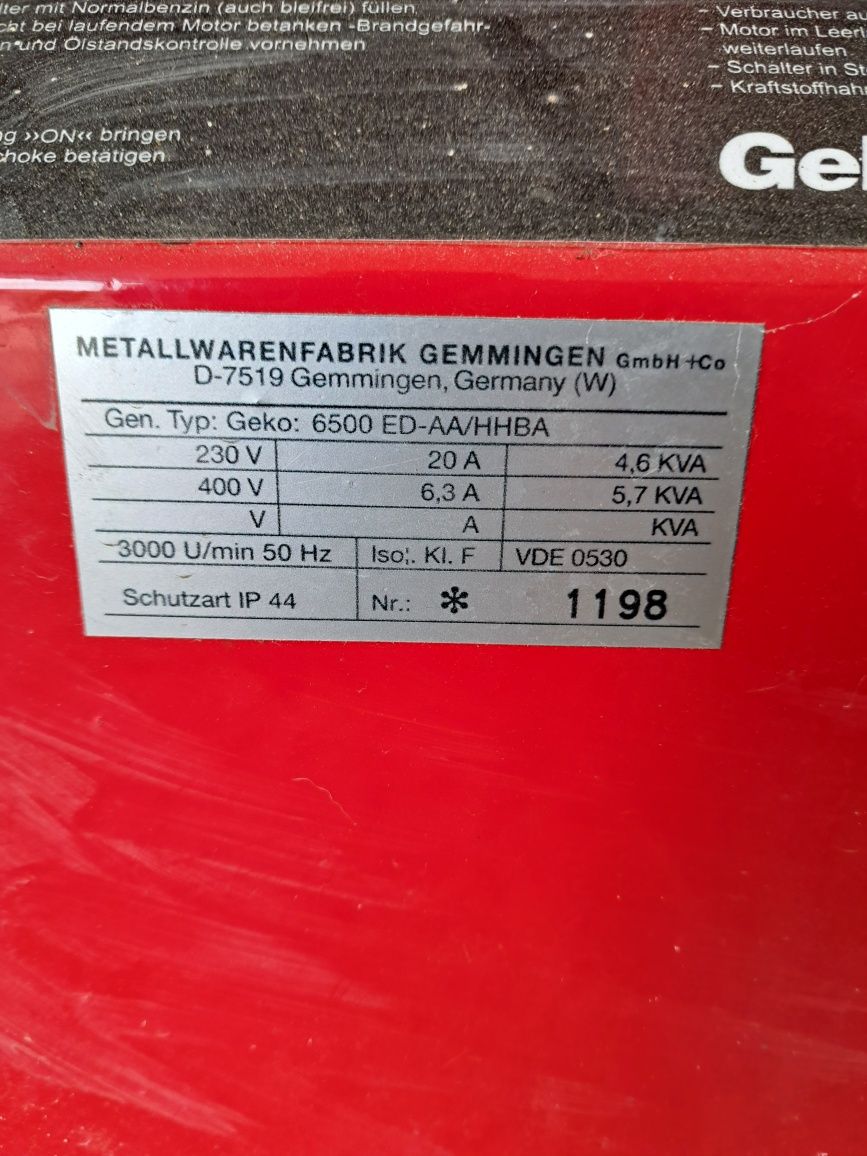 mit Normalbenzin (auch bleifrei) füllen
bei laufendem Motor betanken -Brandgefahr-
und Ölstandskontrolle vornehmen
»ON« bringen
betätigen
- Verbraucher
- Motor im
weiterlaufen
- Schalter in
-
METALLWARENFABRIK GEMMINGEN GmbH+Co
D-7519 Gemmingen, Germany (W)
Gen. Typ: Geko: 6500 ED-AA/HHBA
230 V 20 A 4,6 KVA
400 V 6,3 A 5,7 KVA
V A KVA
3000 U/min 50 Hz Isol. Kl. F VDE 0530
Schutzart IP 44 Nr.: * 1198